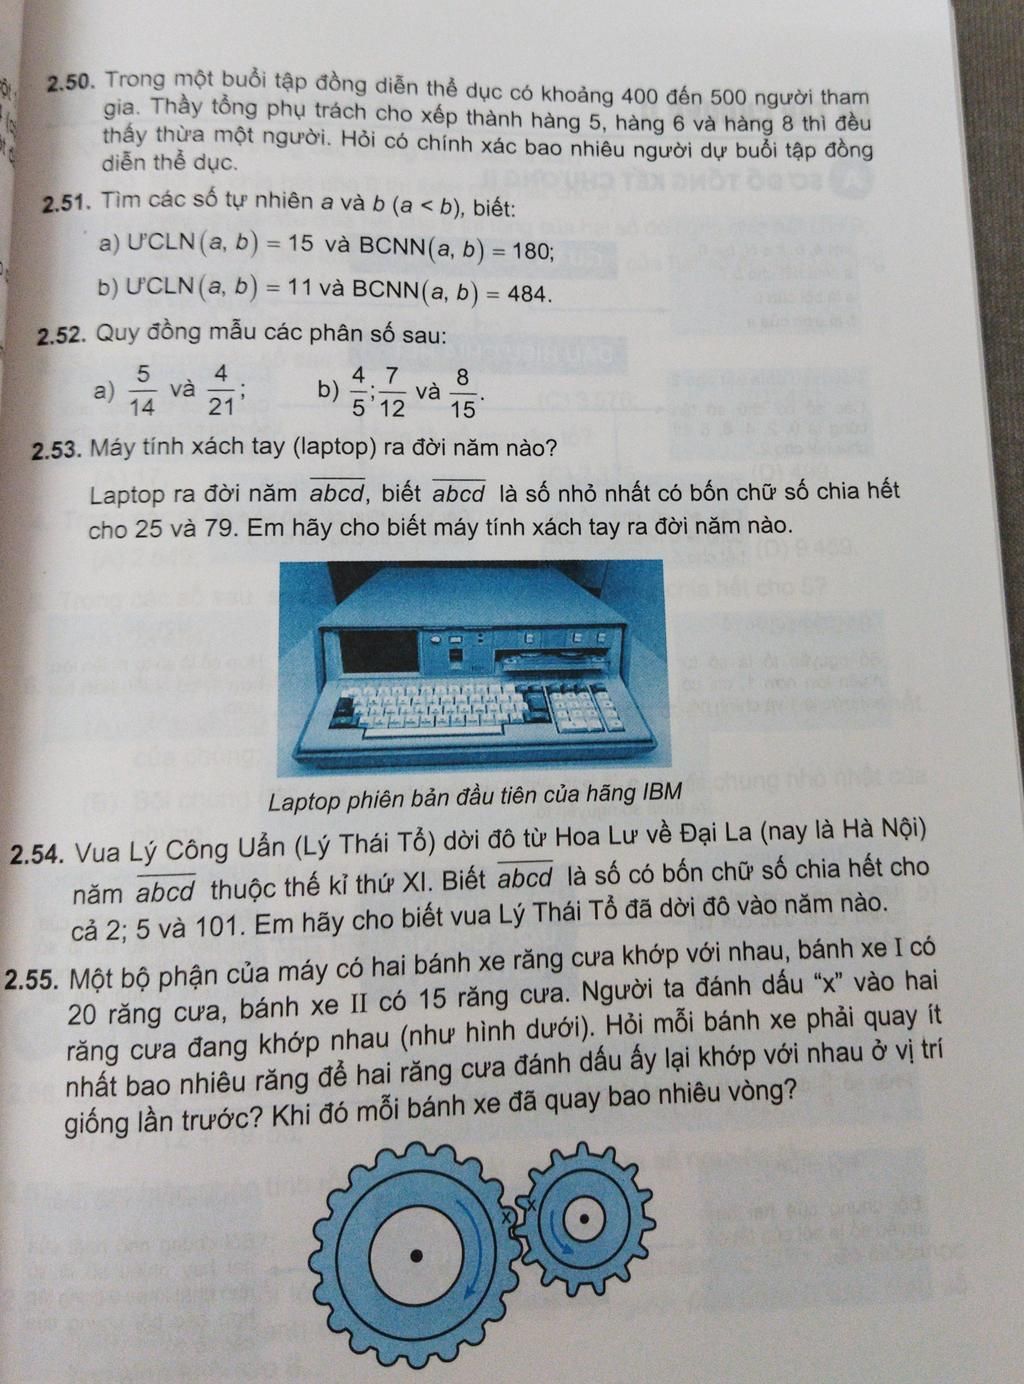 2.50. Trong một buổi tập đồng diễn thể dục có khoảng 400 đến 500 người tham
gia. Thầy tổng phụ trách cho xếp thành hàng 5, hàng 6 và hàng 8 thì đều
thấy thừa một người. Hỏi có chính xác bao nhiêu người dự buổi tập đồng
diễn thể dục.
2.51. Tìm các số tự nhiên a và b (a < b), biết:
a) ƯCLN(a, b) = 15 và BCNN(a, b) = 180;
b) ƯCLN(a, b) = 11 và BCNN(a, b) = 484.
2.52. Quy đồng mẫu các phân số sau:
a) 5/14 và 4/21; b) 4/5; 7/12 và 8/15.
2.53. Máy tính xách tay (laptop) ra đời năm nào?
Laptop ra đời năm abcd, biết abcd là số nhỏ nhất có bốn chữ số chia hết
cho 25 và 79. Em hãy cho biết máy tính xách tay ra đời năm nào.
Laptop phiên bản đầu tiên của hãng IBM
2.54. Vua Lý Công Uẩn (Lý Thái Tổ) dời đô từ Hoa Lư về Đại La (nay là Hà Nội)
năm abcd thuộc thế kỉ thứ XI. Biết abcd là số có bốn chữ số chia hết cho
cả 2; 5 và 101. Em hãy cho biết vua Lý Thái Tổ đã dời đô vào năm nào.
2.55. Một bộ phận của máy có hai bánh xe răng cưa khớp với nhau, bánh xe I có
20 răng cưa, bánh xe II có 15 răng cưa. Người ta đánh dấu "x" vào hai
răng cưa đang khớp nhau (như hình dưới). Hỏi mỗi bánh xe phải quay ít
nhất bao nhiêu răng để hai răng cưa đánh dấu ấy lại khớp với nhau ở vị trí
giống lần trước? Khi đó mỗi bánh xe đã quay bao nhiêu vòng?
x x